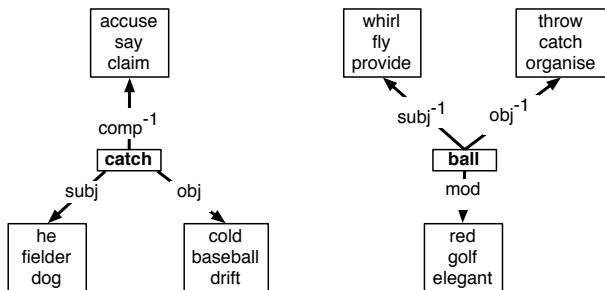 accuse
say
claim
comp⁻¹
catch
subj
obj
he
fielder
dog
cold
baseball
drift
whirl
fly
provide
throw
catch
organise
subj⁻¹
obj⁻¹
ball
mod
red
golf
elegant